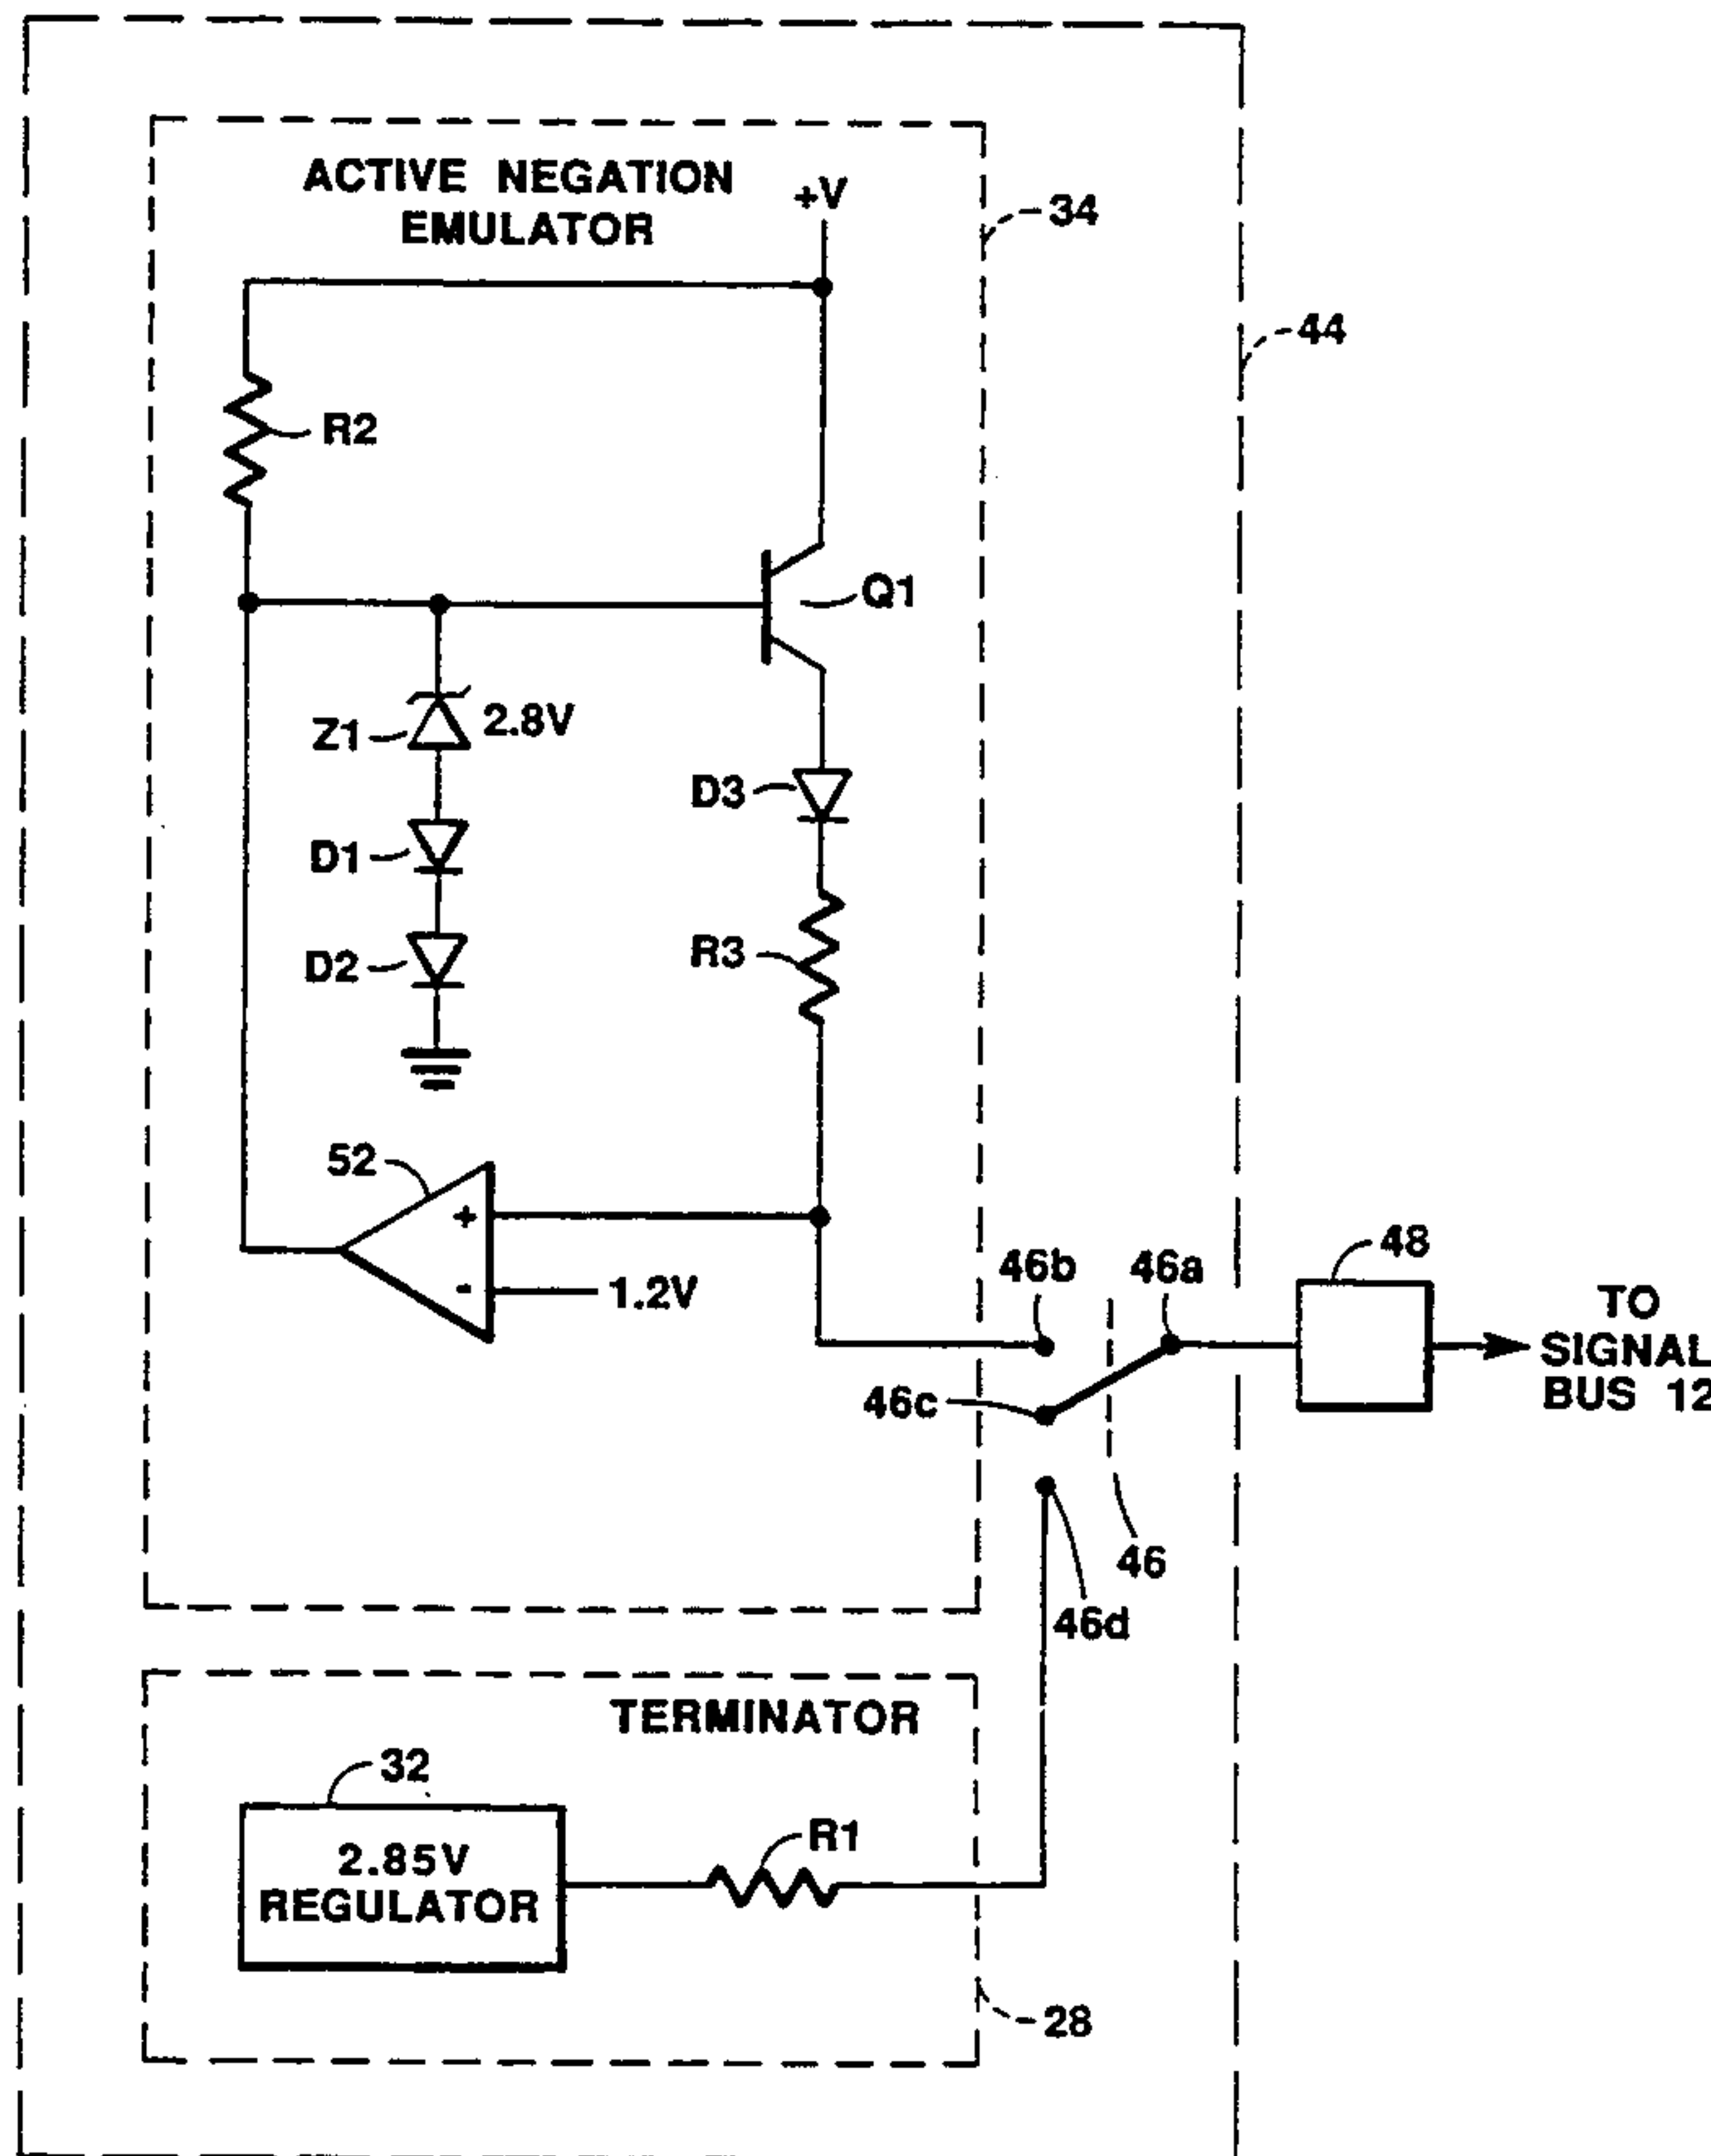 ACTIVE NEGATION
EMULATOR
+V
34
44
R2
Q1
Z1
2.8V
D3
D1
R3
D2
52
+
-
1.2V
46b
46a
48
TO
SIGNAL
BUS 12
46c
46
46d
TERMINATOR
32
R1
2.85V
REGULATOR
28